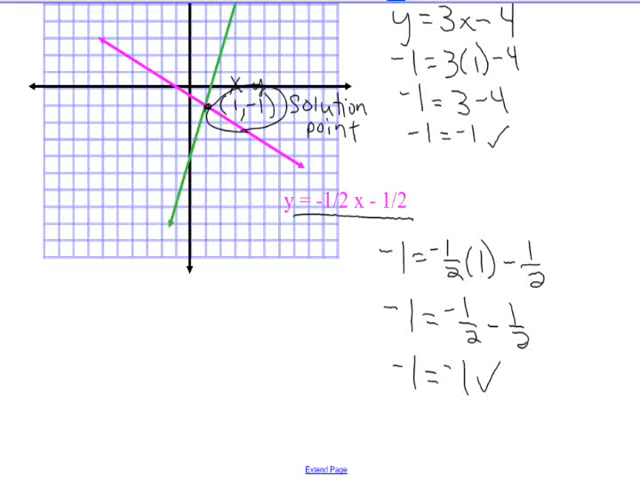 y = 3x - 4
-1 = 3(1) - 4
-1 = 3 - 4
-1 = -1 ✓
x y
(1, -1) Solution
point
y = -1/2 x - 1/2
-1 = -1/2 (1) - 1/2
-1 = -1/2 - 1/2
-1 = -1 ✓
Extend Page